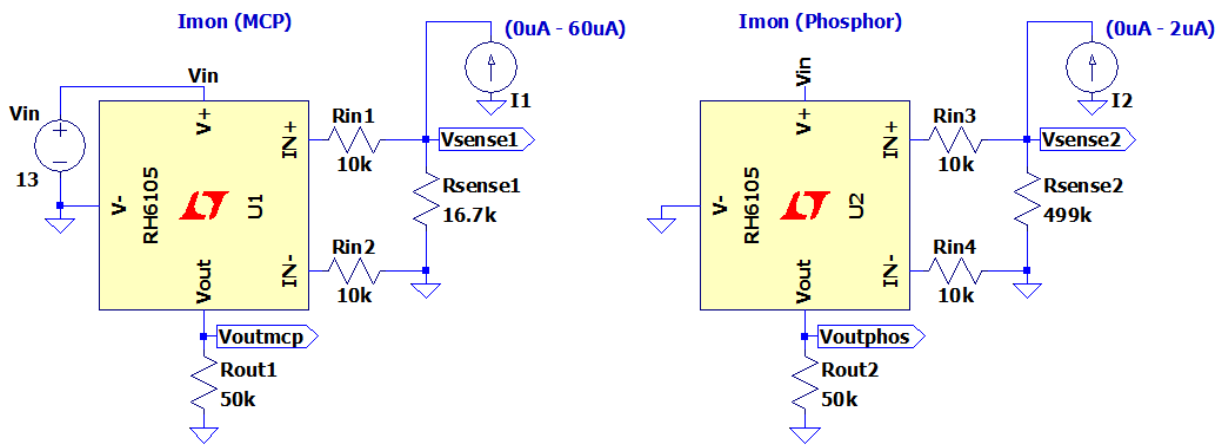 Imon (MCP)
(0uA - 60uA)
Vin
Vin
13
V+
V-
RH6105
U1
IN+
IN-
Vout
Rin1
10k
I1
Vsense1
Rsense1
16.7k
Rin2
10k
Voutmcp
Rout1
50k
Imon (Phosphor)
(0uA - 2uA)
Vin
V+
V-
RH6105
U2
IN+
IN-
Vout
Rin3
10k
I2
Vsense2
Rsense2
499k
Rin4
10k
Voutphos
Rout2
50k